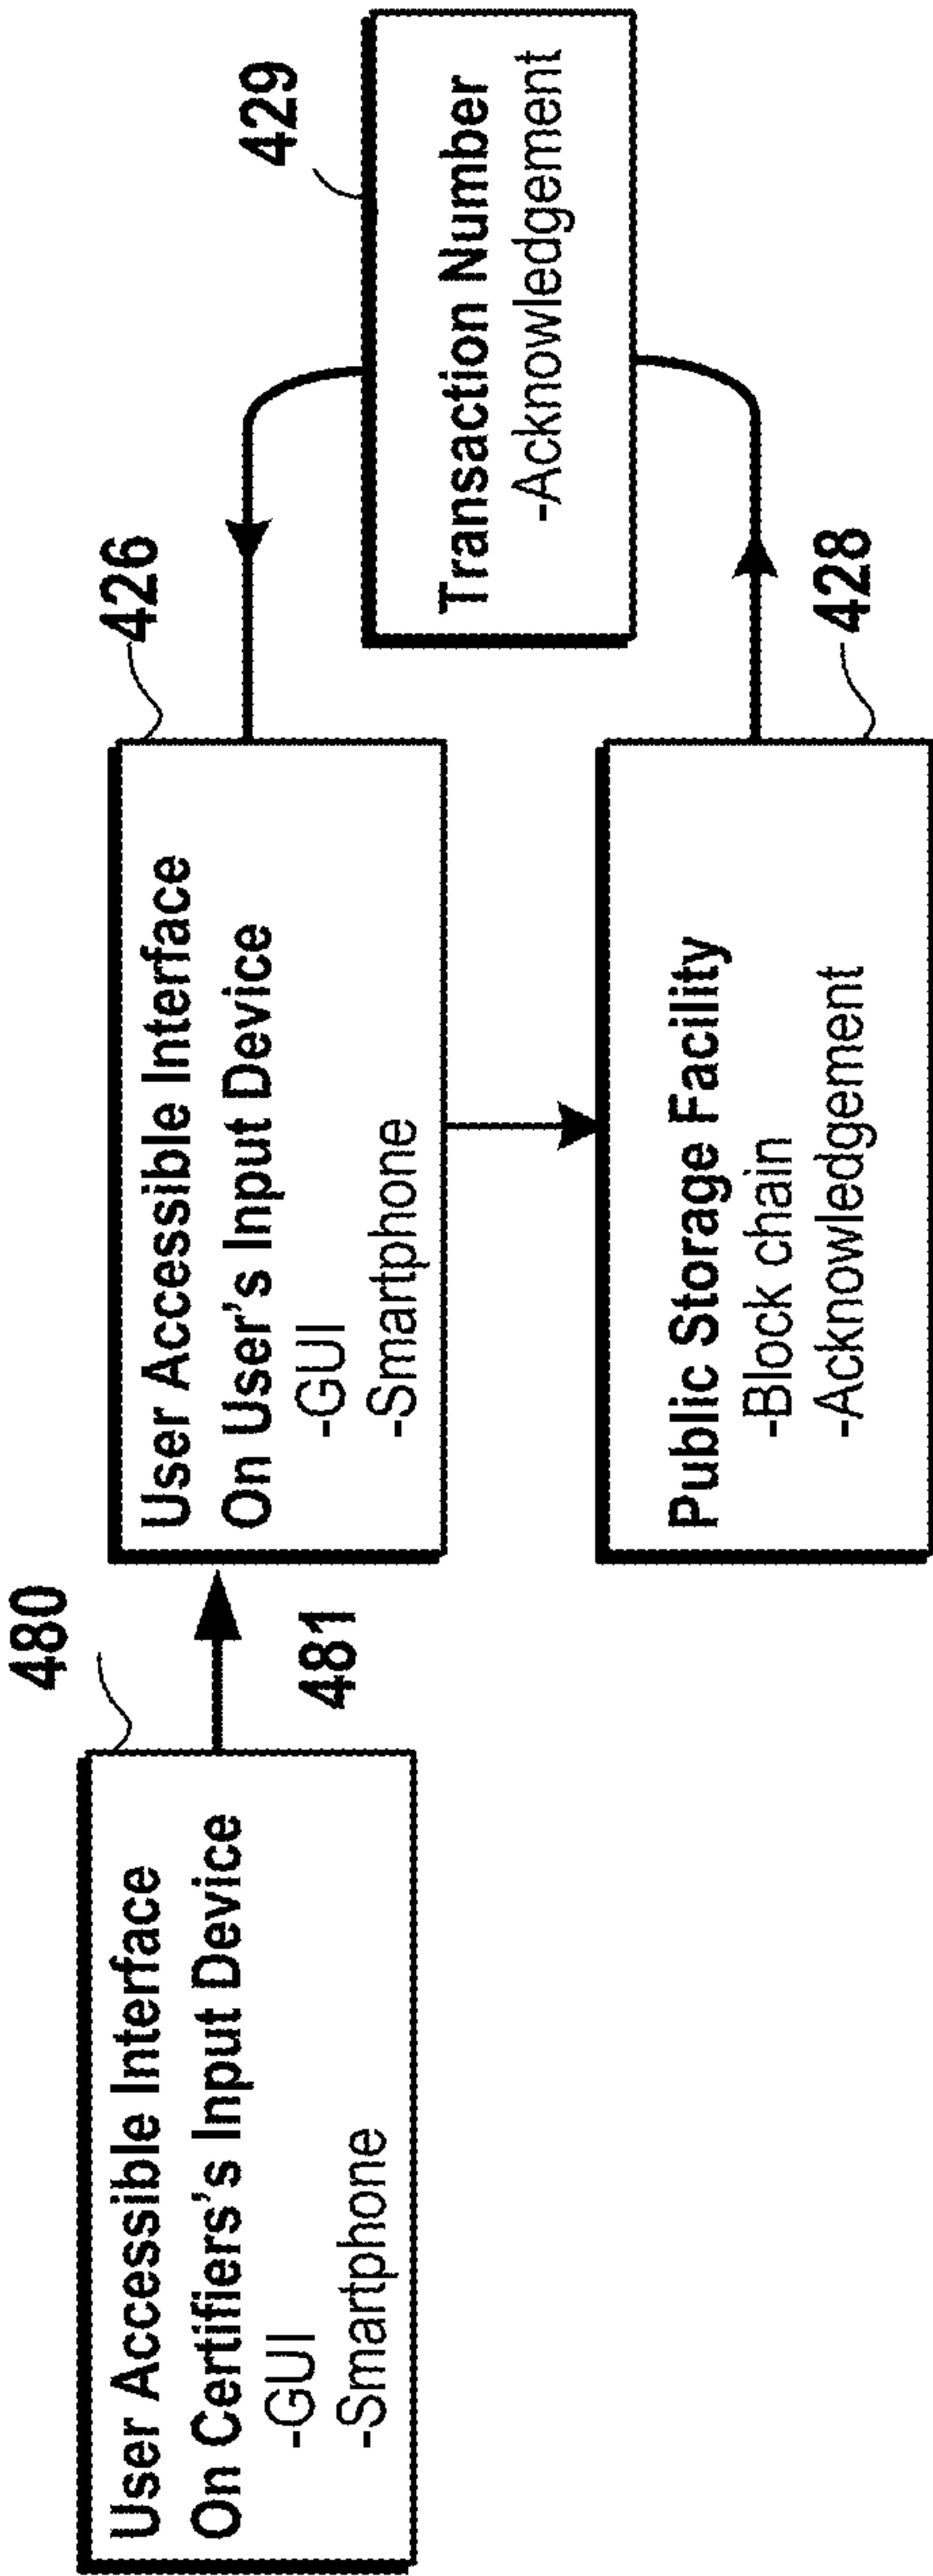 480
User Accessible Interface
On Certifiers's Input Device
-GUI
-Smartphone
481
426
User Accessible Interface
On User's Input Device
-GUI
-Smartphone
Public Storage Facility
-Block chain
-Acknowledgement
428
429
Transaction Number
-Acknowledgement